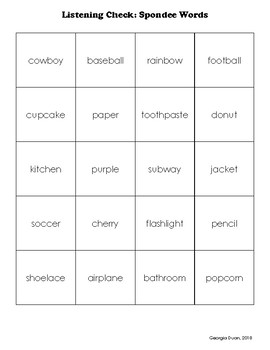 Listening Check: Spondee Words
cowboy baseball rainbow football
cupcake paper toothpaste donut
kitchen purple subway jacket
soccer cherry flashlight pencil
shoelace airplane bathroom popcorn
Georgia Evan, 2018